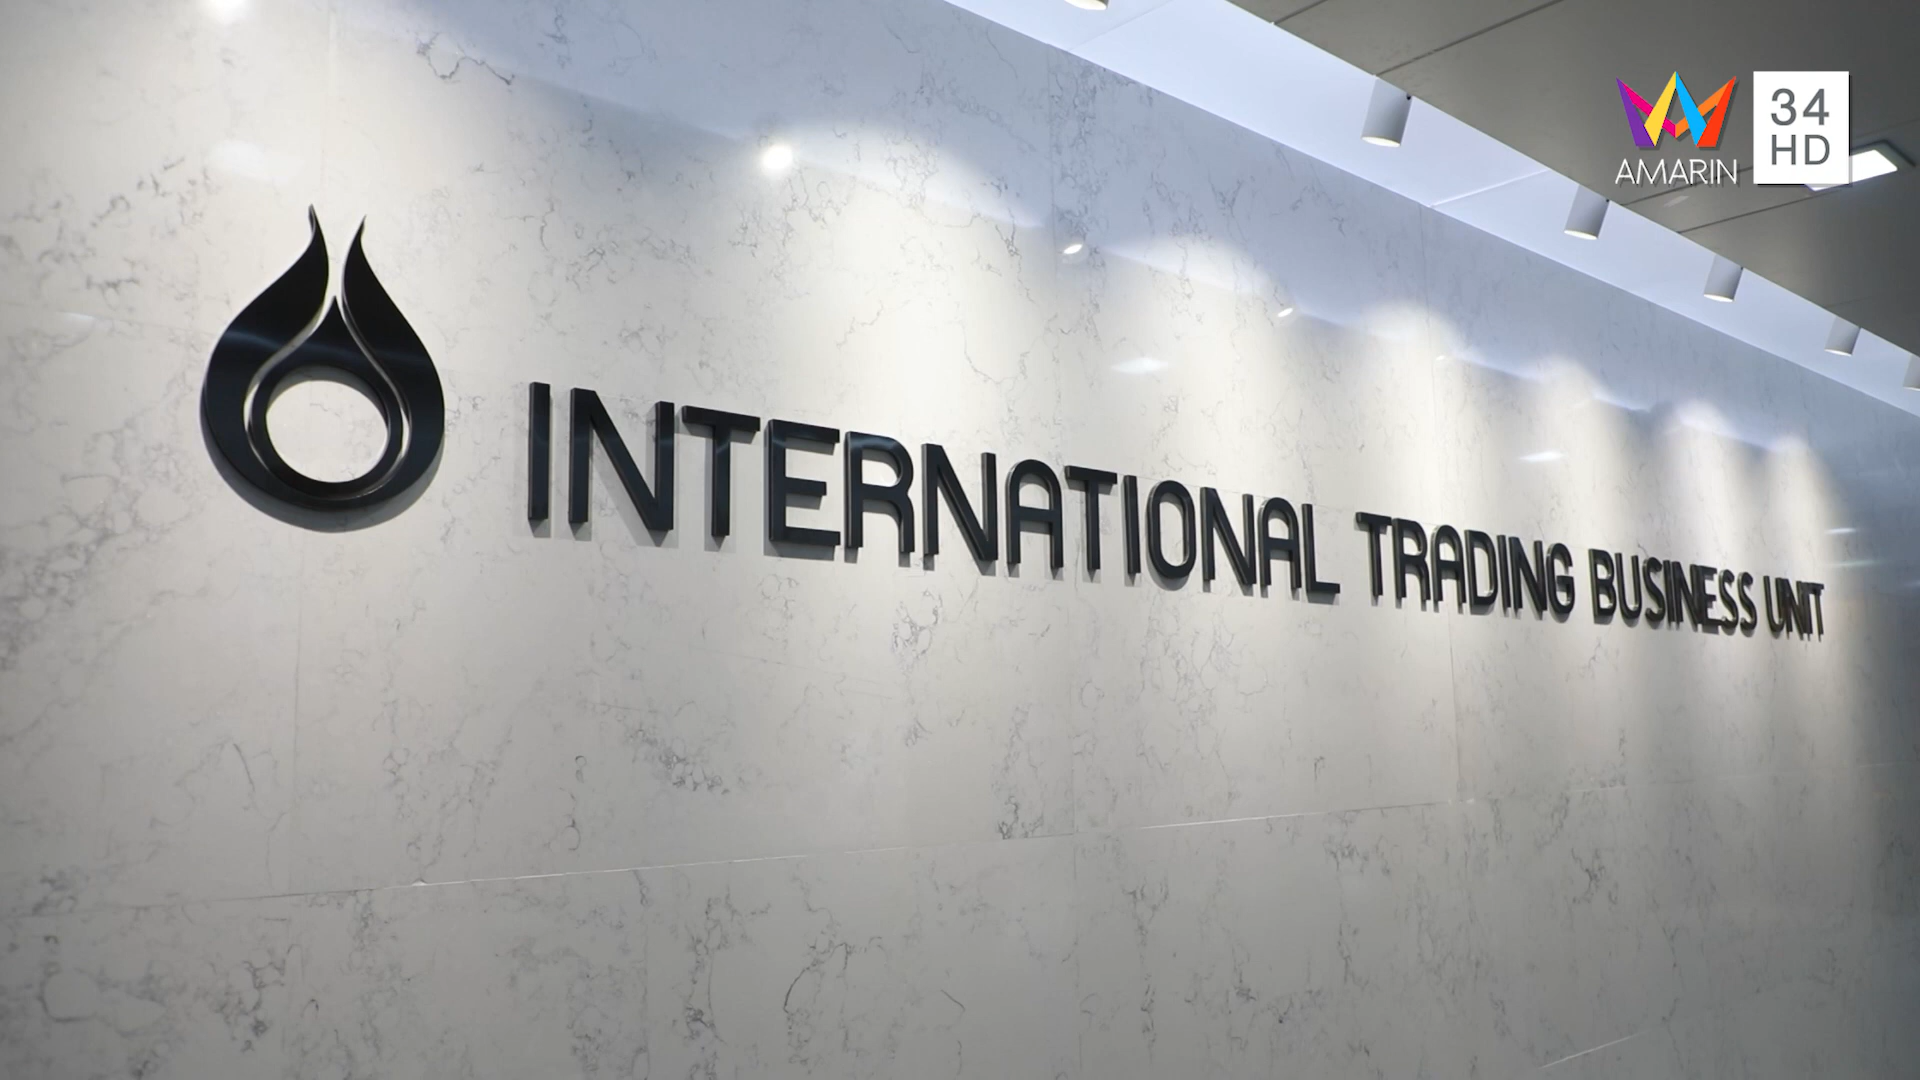 AMARIN
34
HD
INTERNATIONAL TRADING BUSINESS UNIT